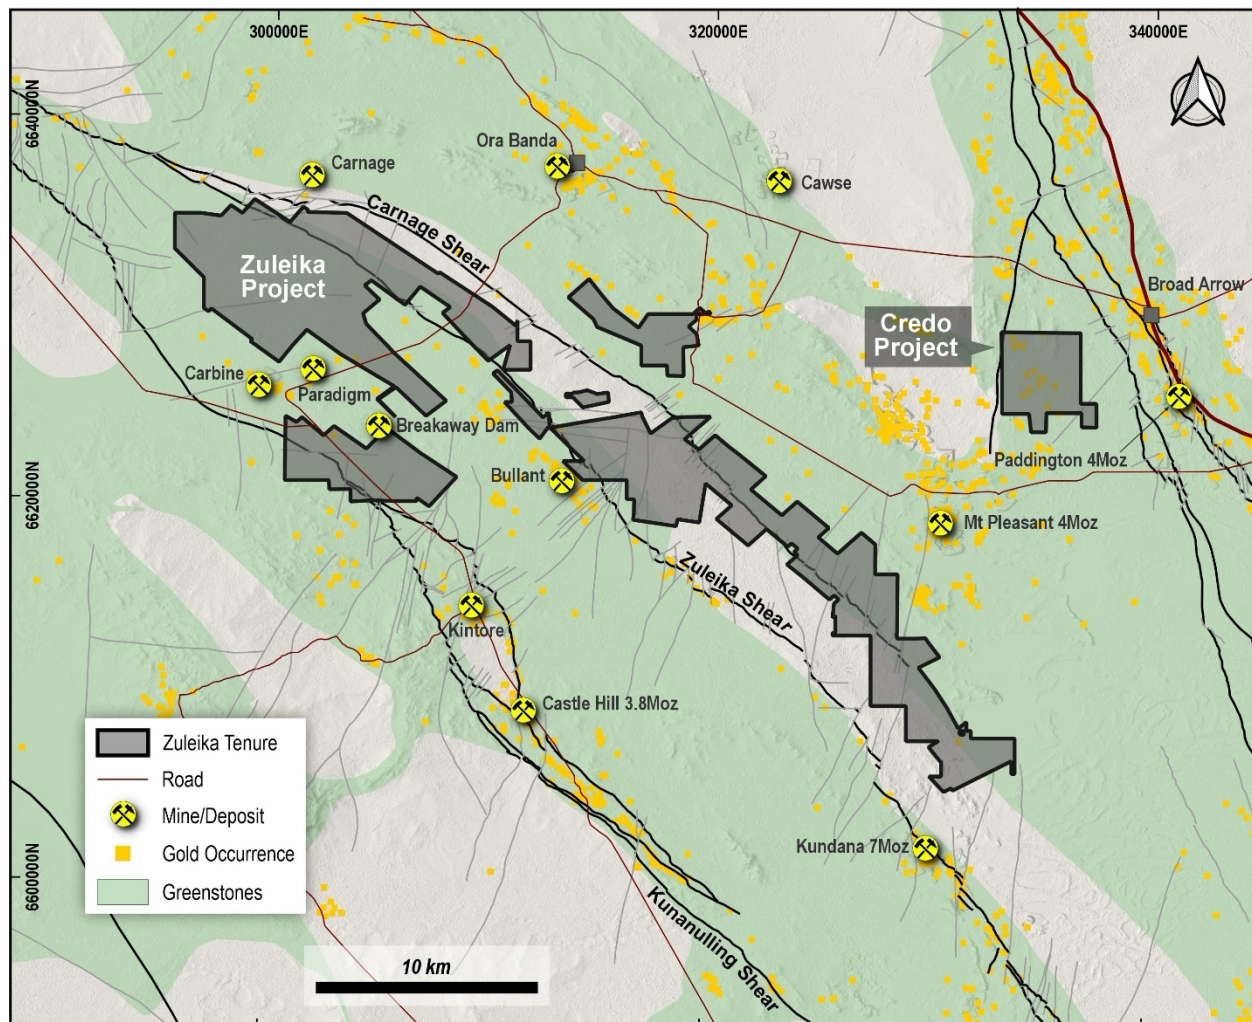 300000E
320000E
340000E
6640000N
6620000N
6600000N
Carnage
Ora Banda
Cawse
Carnage Shear
Zuleika
Project
Broad Arrow
Credo
Project
Carbine
Paradigm
Breakaway Dam
Bullant
Paddington 4Moz
Mt Pleasant 4Moz
Zuleika Shear
Kintore
Castle Hill 3.8Moz
Kundana 7Moz
Kunanulling Shear
Zuleika Tenure
Road
Mine/Deposit
Gold Occurrence
Greenstones
10 km